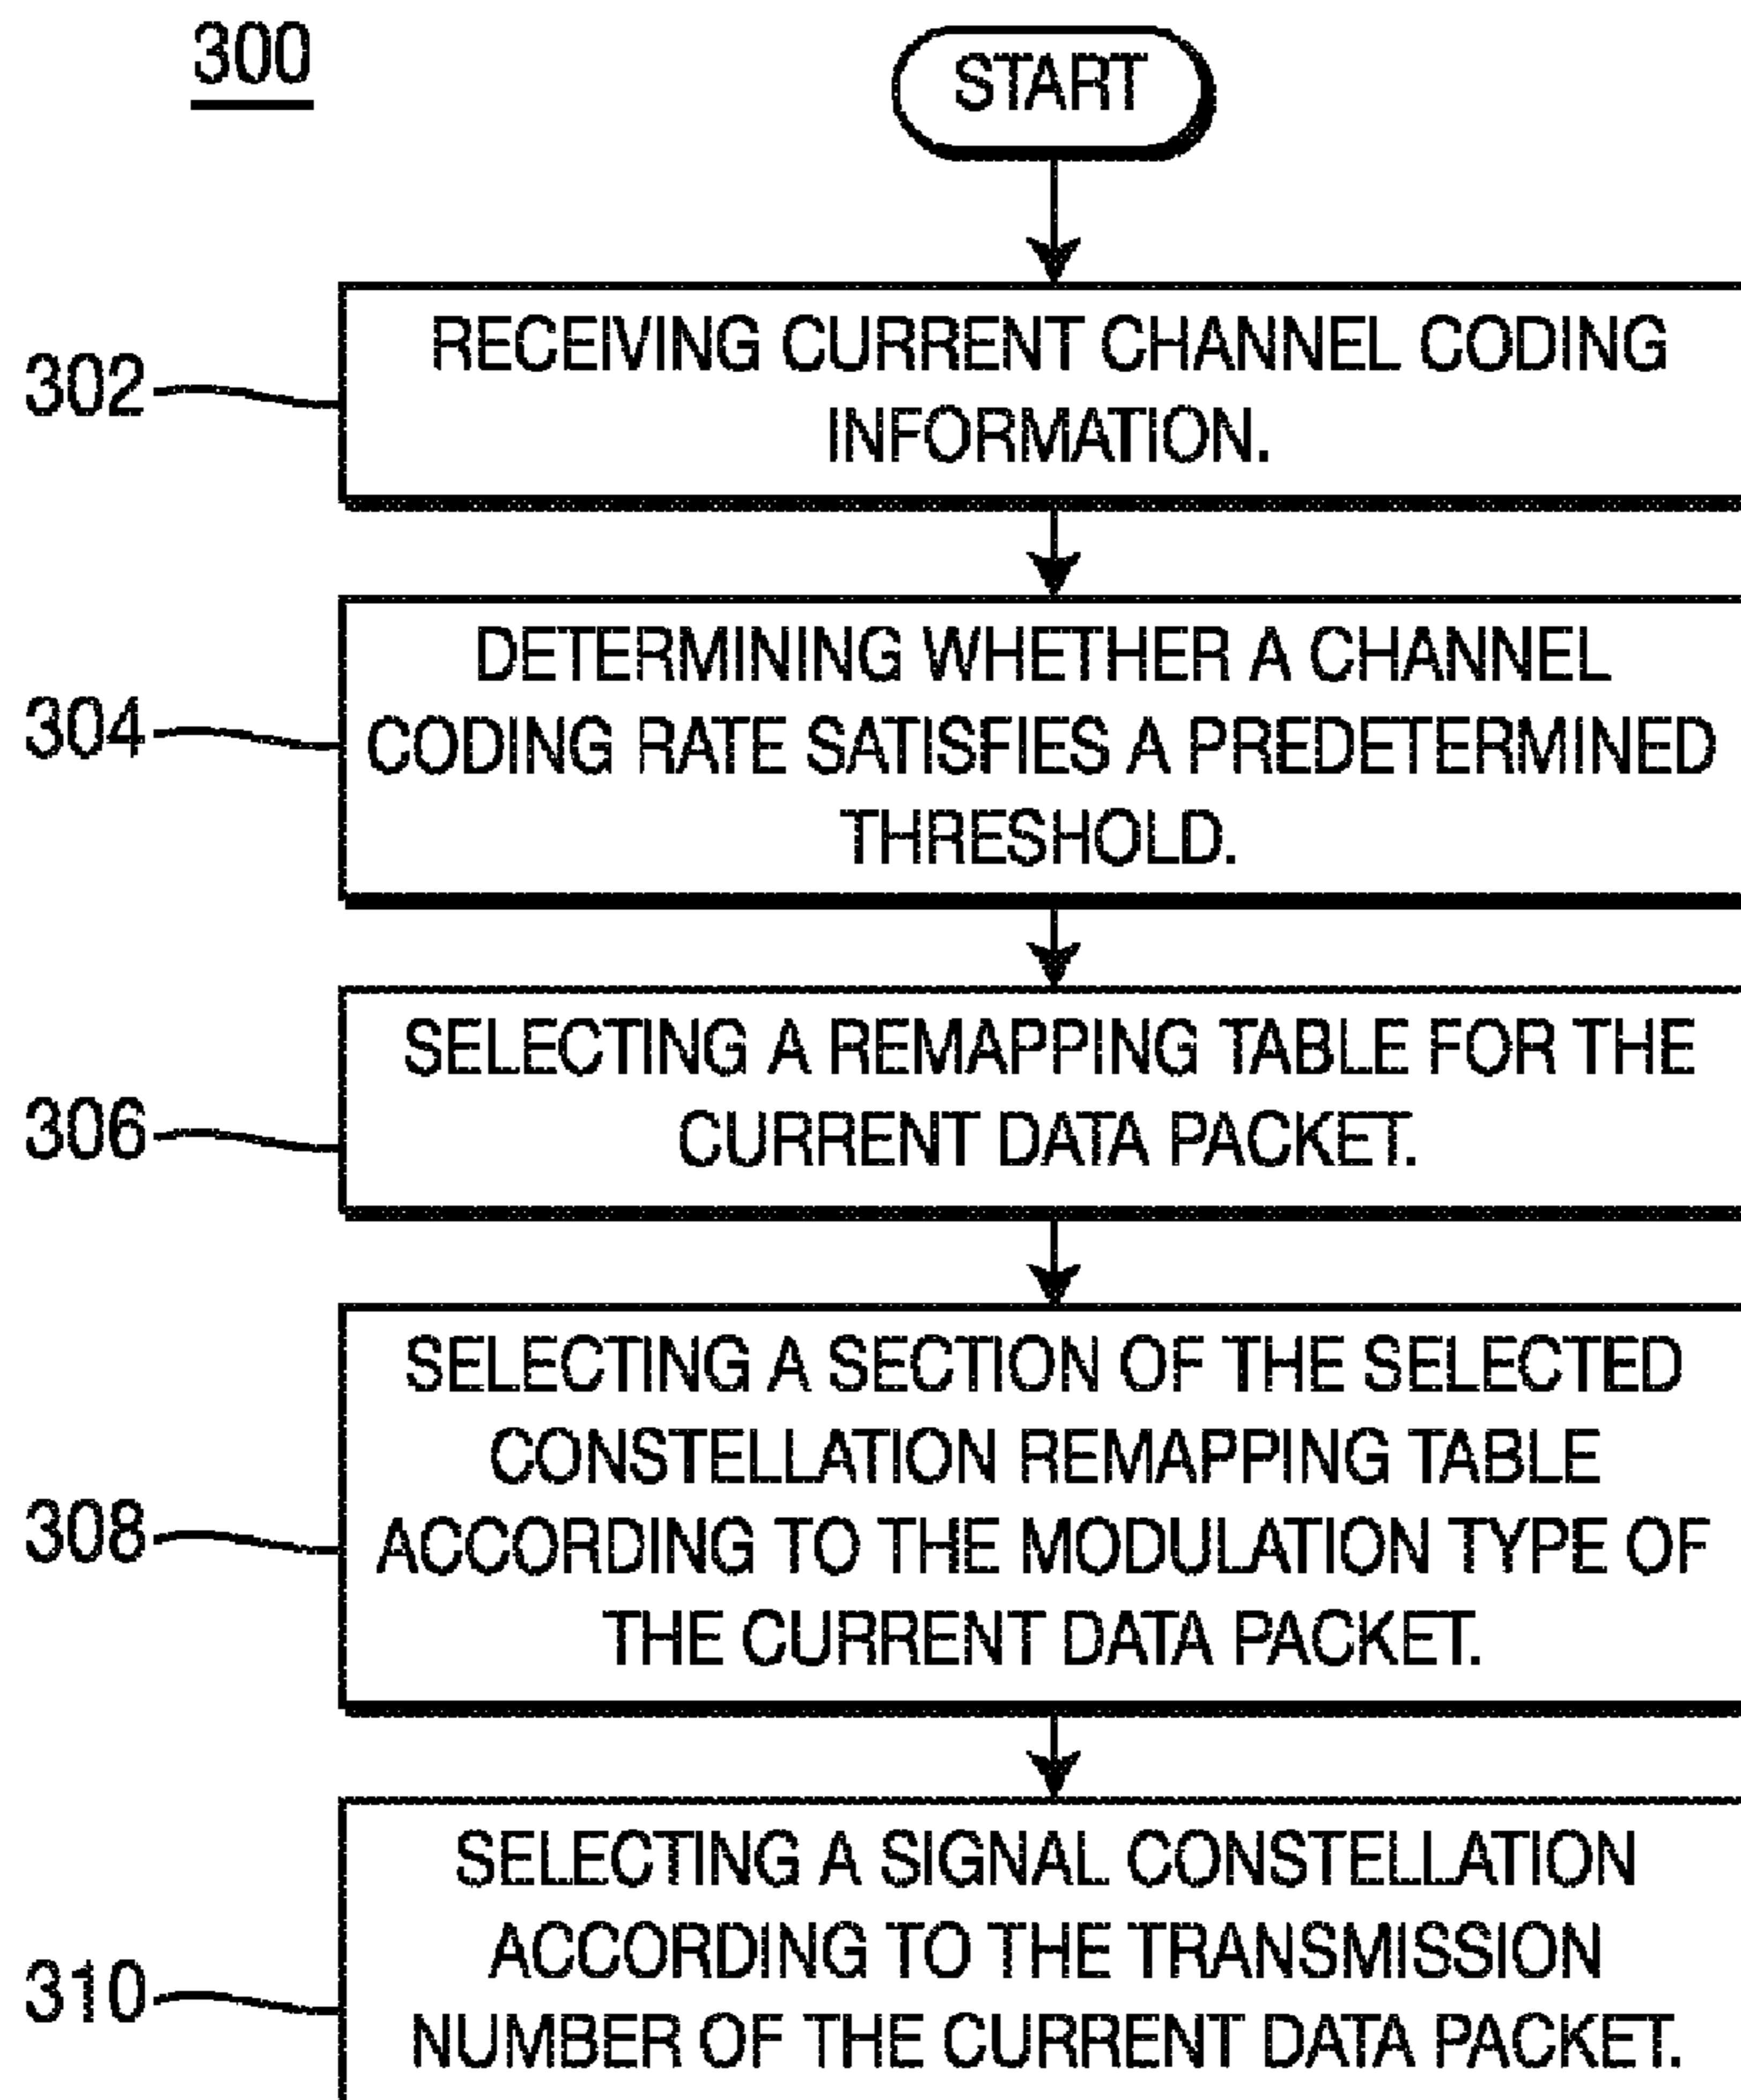 300
START
302
RECEIVING CURRENT CHANNEL CODING
INFORMATION.
304
DETERMINING WHETHER A CHANNEL
CODING RATE SATISFIES A PREDETERMINED
THRESHOLD.
306
SELECTING A REMAPPING TABLE FOR THE
CURRENT DATA PACKET.
308
SELECTING A SECTION OF THE SELECTED
CONSTELLATION REMAPPING TABLE
ACCORDING TO THE MODULATION TYPE OF
THE CURRENT DATA PACKET.
310
SELECTING A SIGNAL CONSTELLATION
ACCORDING TO THE TRANSMISSION
NUMBER OF THE CURRENT DATA PACKET.